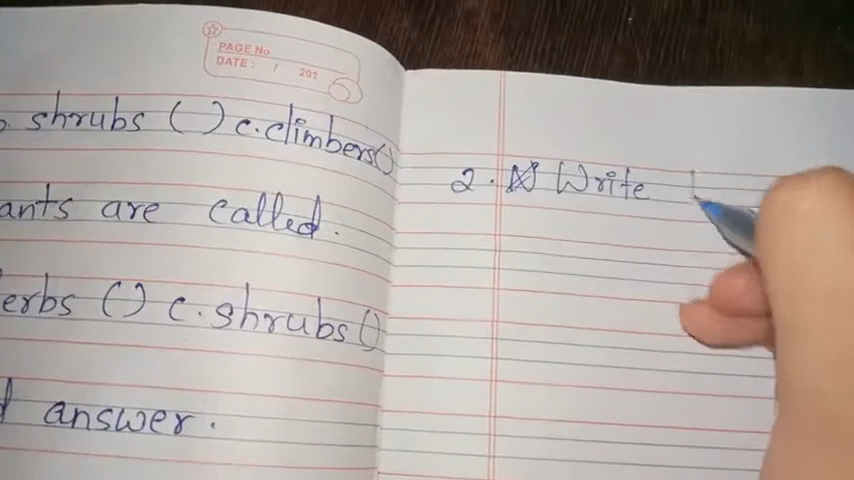 PAGE No
DATE : / 201
shrubs ( ) c. climbers ( )
ants are called.
erbs ( ) c. shrubs ( )
answer.
2. Write